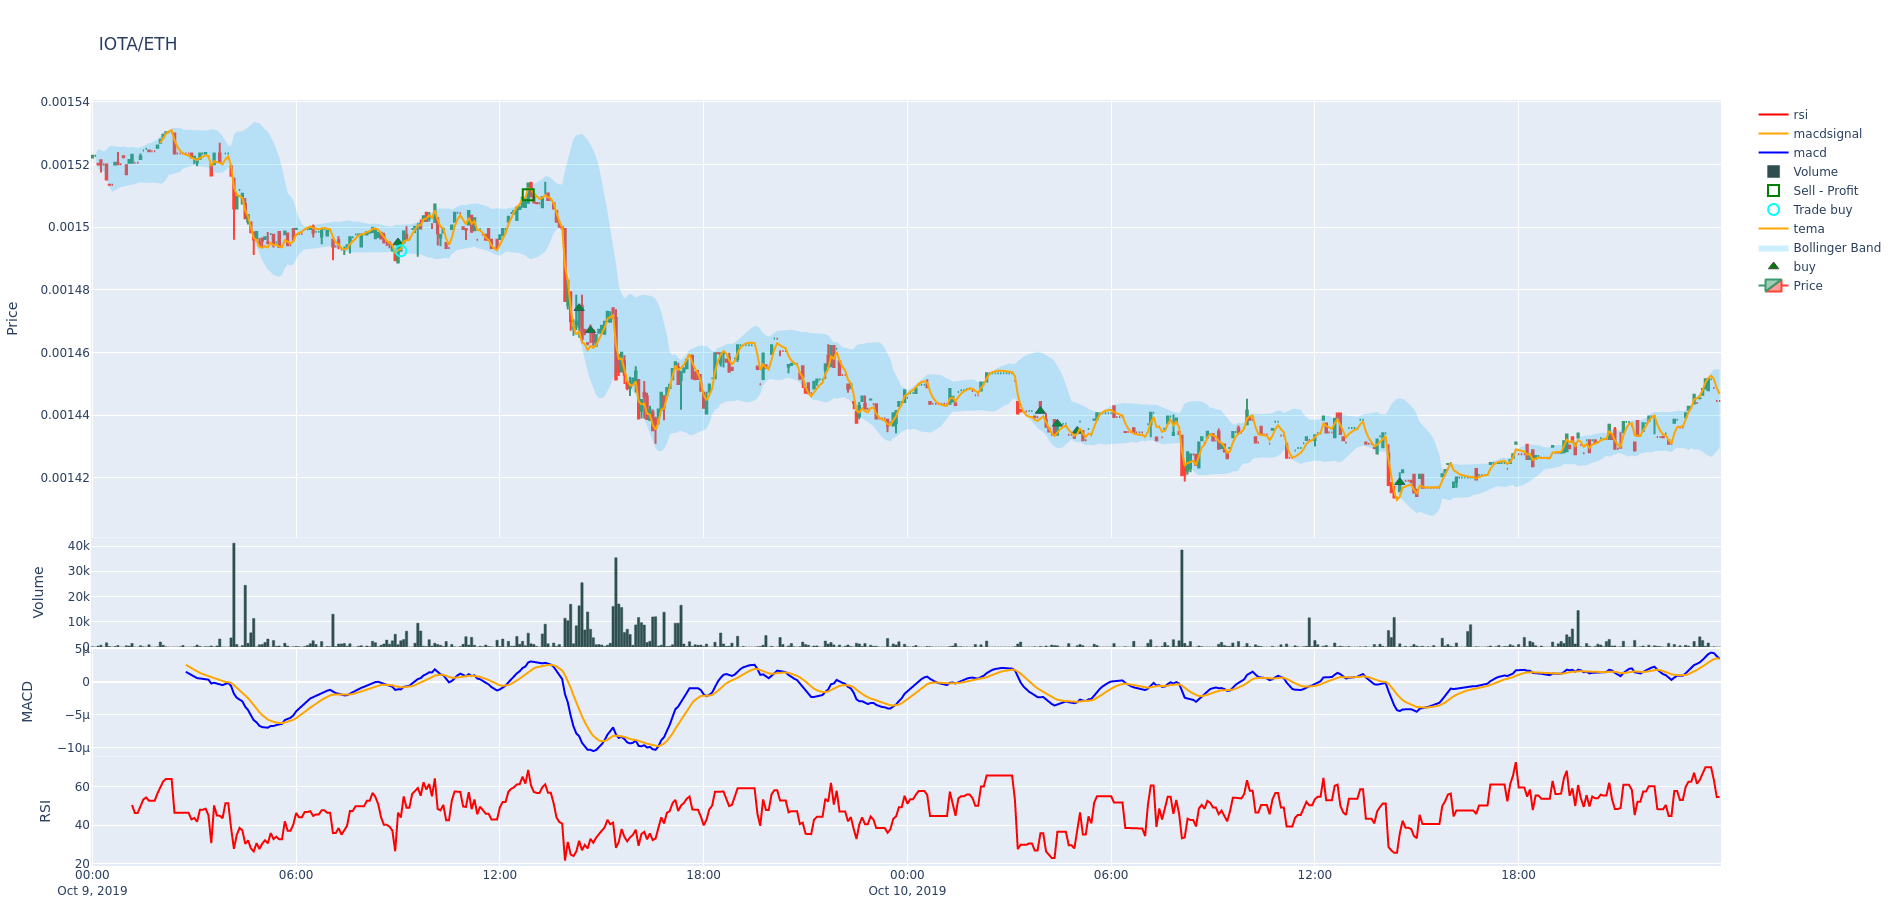 IOTA/ETH
0.00154
0.00152
0.0015
0.00148
0.00146
0.00144
0.00142
Price
40k
30k
20k
10k
0
Volume
5μ
0
−5μ
−10μ
MACD
60
40
20
RSI
00:00
Oct 9, 2019
06:00
12:00
18:00
00:00
Oct 10, 2019
06:00
12:00
18:00
rsi
macdsignal
macd
Volume
Sell - Profit
Trade buy
tema
Bollinger Band
buy
Price